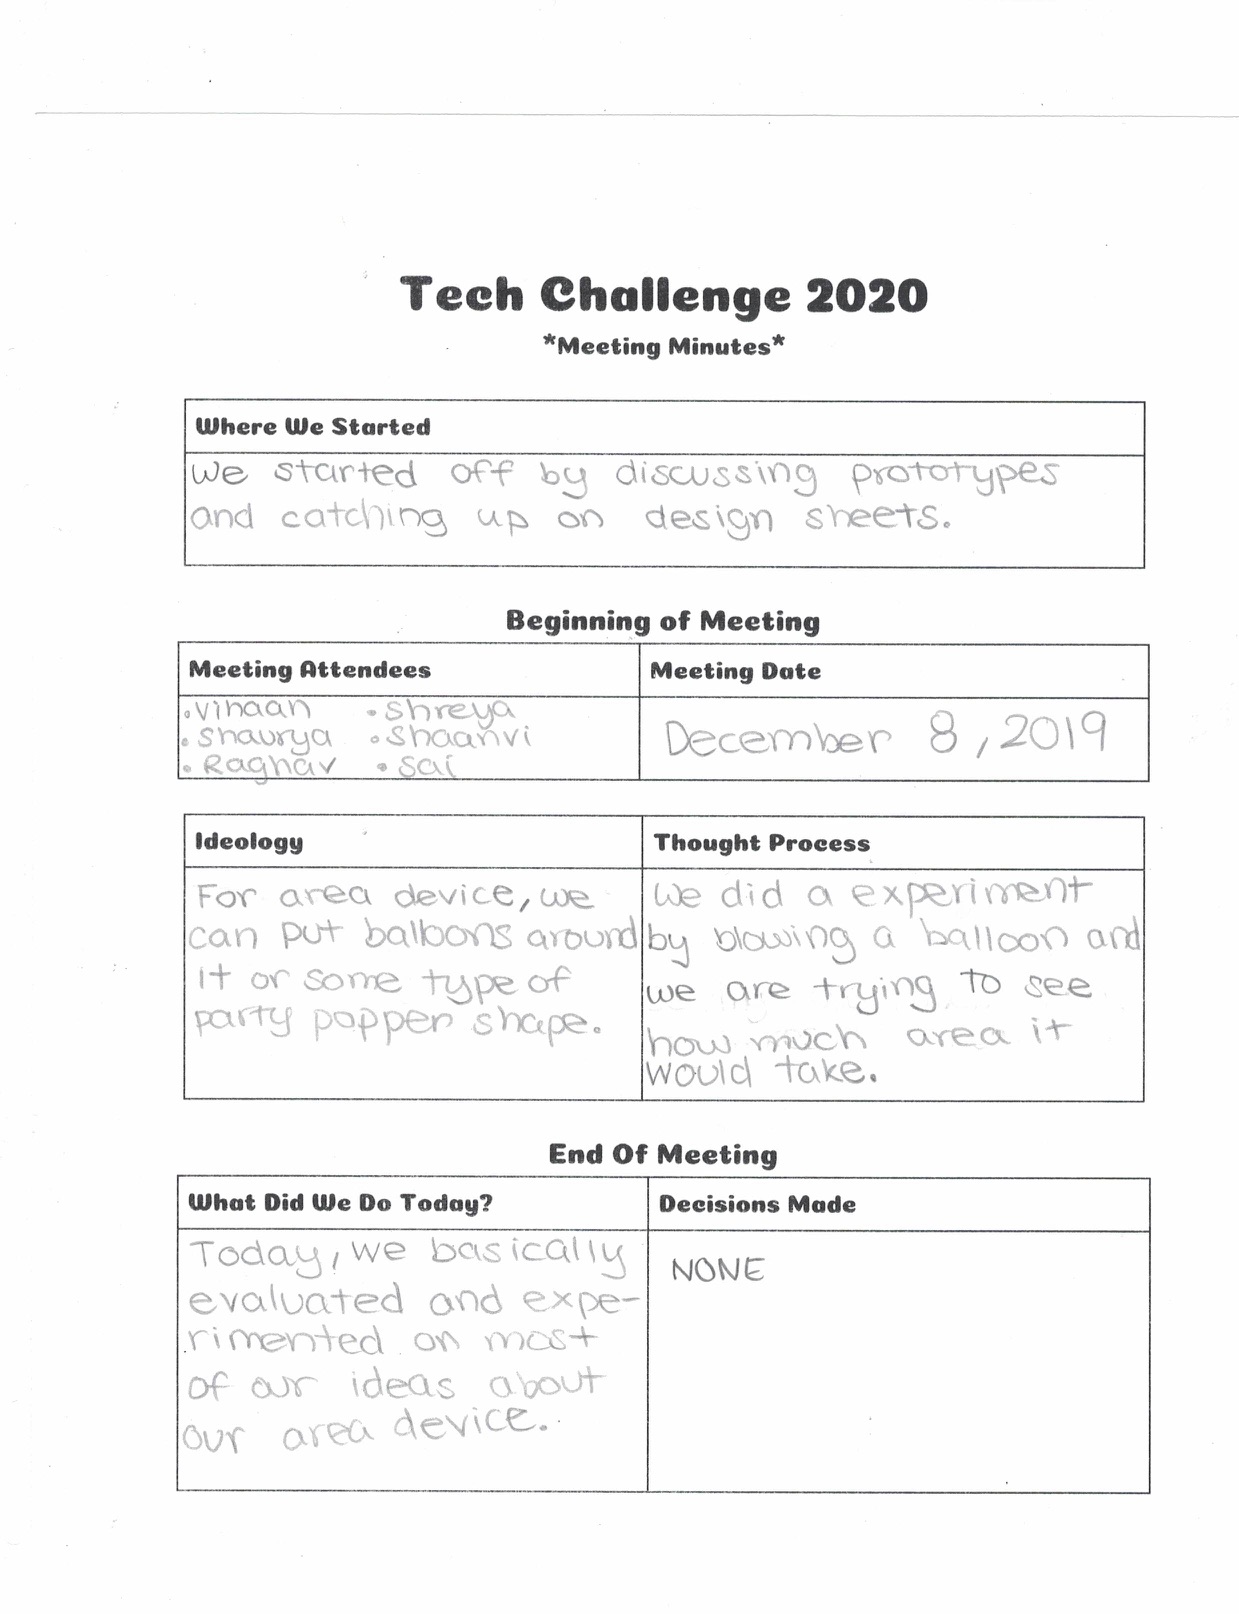 Tech Challenge 2020
*Meeting Minutes*
Where We Started
We started off by discussing prototypes
and catching up on design sheets.
Beginning of Meeting
Meeting Attendees
Meeting Date
• Vihaan • Shreya
• Shaurya • Shaanvi
• Raghav • Sai
December 8, 2019
Ideology
Thought Process
For area device, we
can put balloons around
it or some type of
party popper shape.
We did a experiment
by blowing a balloon and
we are trying to see
how much area it
would take.
End Of Meeting
What Did We Do Today?
Decisions Made
Today, we basically
evaluated and expe-
rimented on most
of our ideas about
our area device.
NONE